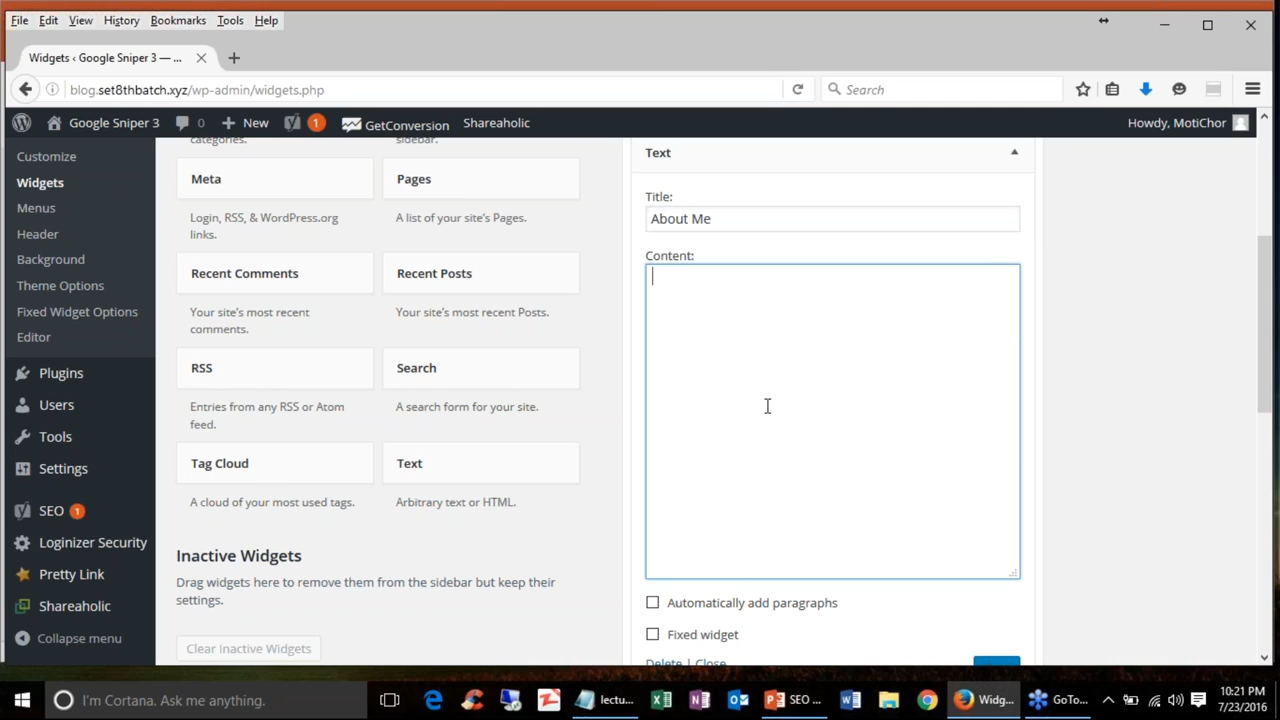 File Edit View History Bookmarks Tools Help
Widgets ‹ Google Sniper 3 — ...
blog.set8thbatch.xyz/wp-admin/widgets.php
Search
Google Sniper 3 0 New 1 GetConversion Shareaholic Howdy, MotiChor
Customize
Widgets
Menus
Header
Background
Theme Options
Fixed Widget Options
Editor
Plugins
Users
Tools
Settings
SEO 1
Loginizer Security
Pretty Link
Shareaholic
Collapse menu
categories.
sidebar.
Meta
Pages
Login, RSS, & WordPress.org
links.
A list of your site's Pages.
Recent Comments
Recent Posts
Your site's most recent
comments.
Your site's most recent Posts.
RSS
Search
Entries from any RSS or Atom
feed.
A search form for your site.
Tag Cloud
Text
A cloud of your most used tags.
Arbitrary text or HTML.
Inactive Widgets
Drag widgets here to remove them from the sidebar but keep their
settings.
Clear Inactive Widgets
Text
Title:
About Me
Content:
Automatically add paragraphs
Fixed widget
Delete | Close
I'm Cortana. Ask me anything.
lectu...
SEO ...
Widg...
GoTo...
10:21 PM
7/23/2016